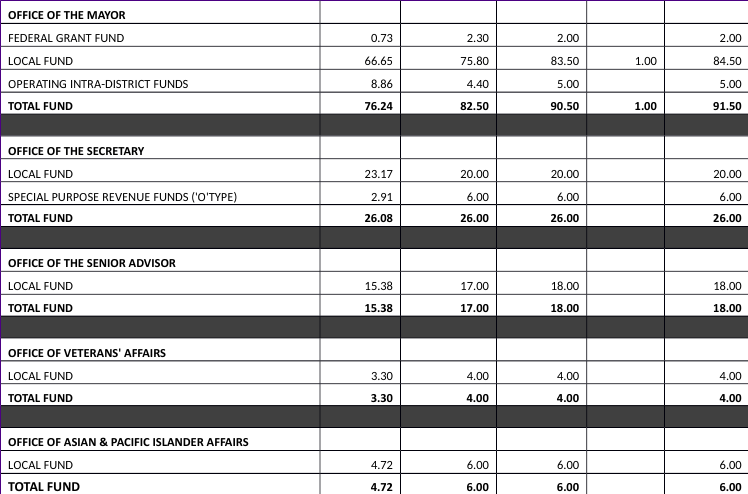 OFFICE OF THE MAYOR
FEDERAL GRANT FUND 0.73 2.30 2.00 2.00
LOCAL FUND 66.65 75.80 83.50 1.00 84.50
OPERATING INTRA-DISTRICT FUNDS 8.86 4.40 5.00 5.00
TOTAL FUND 76.24 82.50 90.50 1.00 91.50
OFFICE OF THE SECRETARY
LOCAL FUND 23.17 20.00 20.00 20.00
SPECIAL PURPOSE REVENUE FUNDS ('O'TYPE) 2.91 6.00 6.00 6.00
TOTAL FUND 26.08 26.00 26.00 26.00
OFFICE OF THE SENIOR ADVISOR
LOCAL FUND 15.38 17.00 18.00 18.00
TOTAL FUND 15.38 17.00 18.00 18.00
OFFICE OF VETERANS' AFFAIRS
LOCAL FUND 3.30 4.00 4.00 4.00
TOTAL FUND 3.30 4.00 4.00 4.00
OFFICE OF ASIAN & PACIFIC ISLANDER AFFAIRS
LOCAL FUND 4.72 6.00 6.00 6.00
TOTAL FUND 4.72 6.00 6.00 6.00